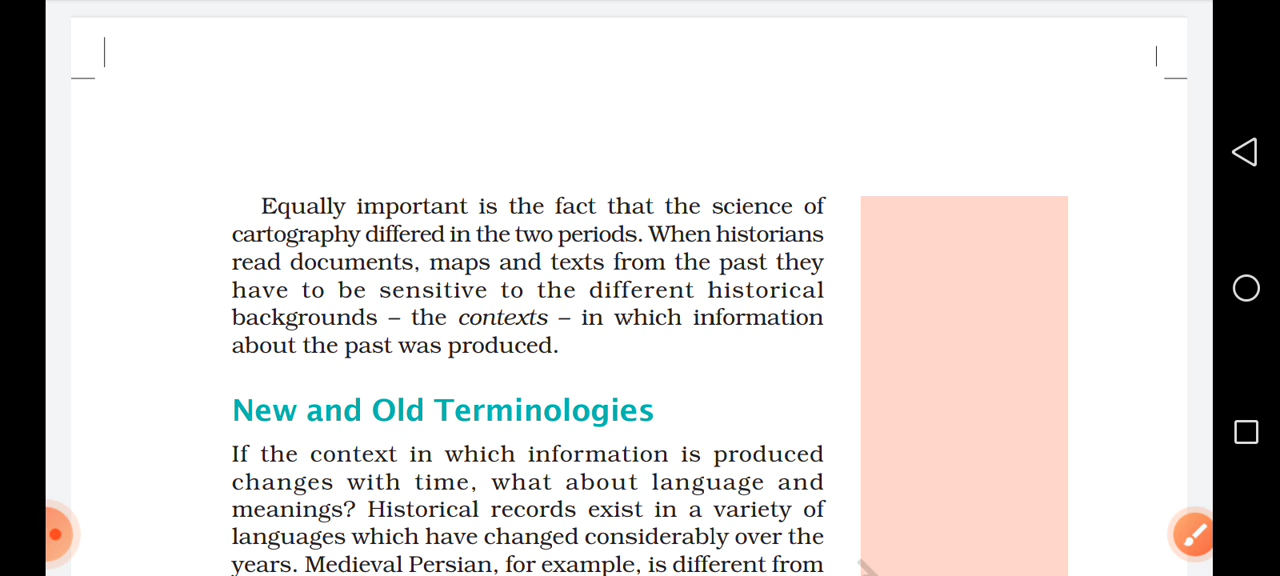 Equally important is the fact that the science of
cartography differed in the two periods. When historians
read documents, maps and texts from the past they
have to be sensitive to the different historical
backgrounds – the contexts – in which information
about the past was produced.
New and Old Terminologies
If the context in which information is produced
changes with time, what about language and
meanings? Historical records exist in a variety of
languages which have changed considerably over the
years. Medieval Persian, for example, is different from